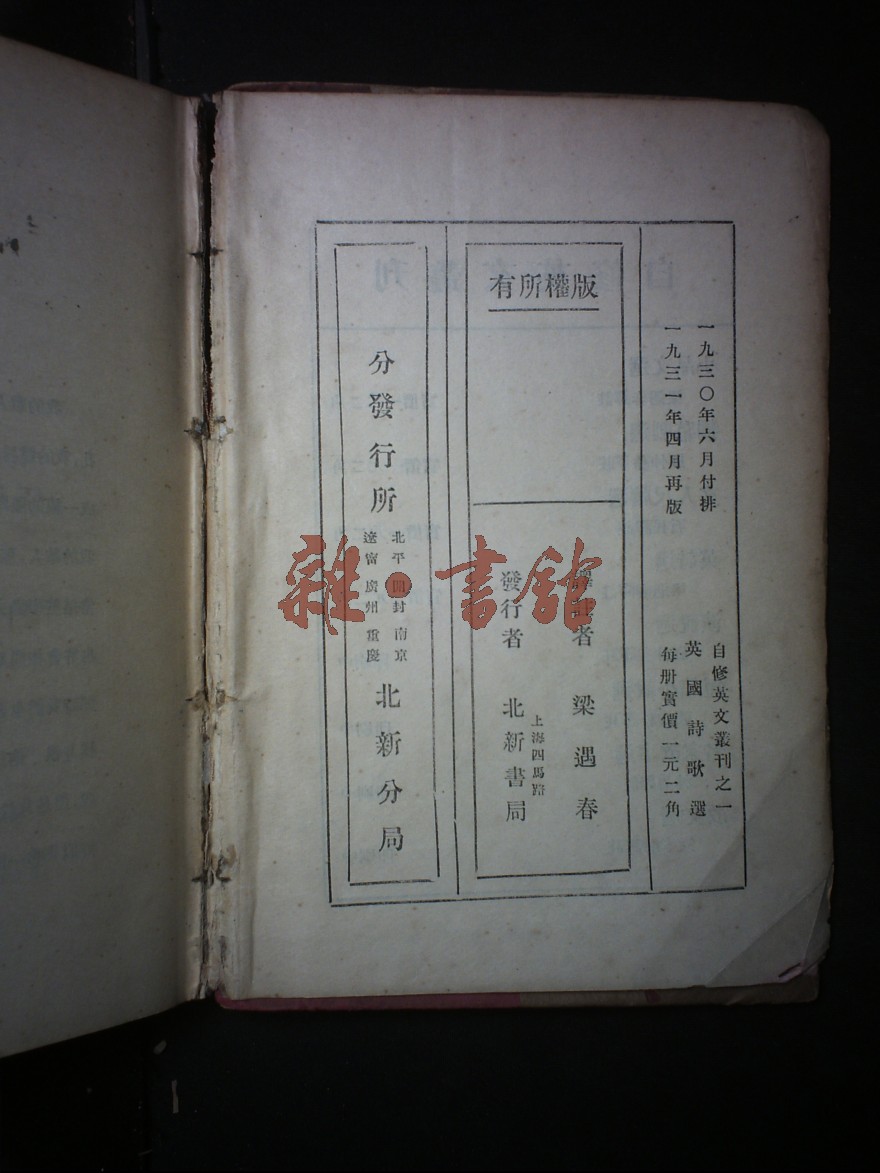 一九三〇年六月付排
一九三一年四月再版
自修英文叢刊之一
英國詩歌選
每册實價一元二角
版權所有
譯註者 梁遇春
發行者 上海四馬路 北新書局
分發行所
北平 開封 南京
遼甯 廣州 重慶
北新分局
雜·書館